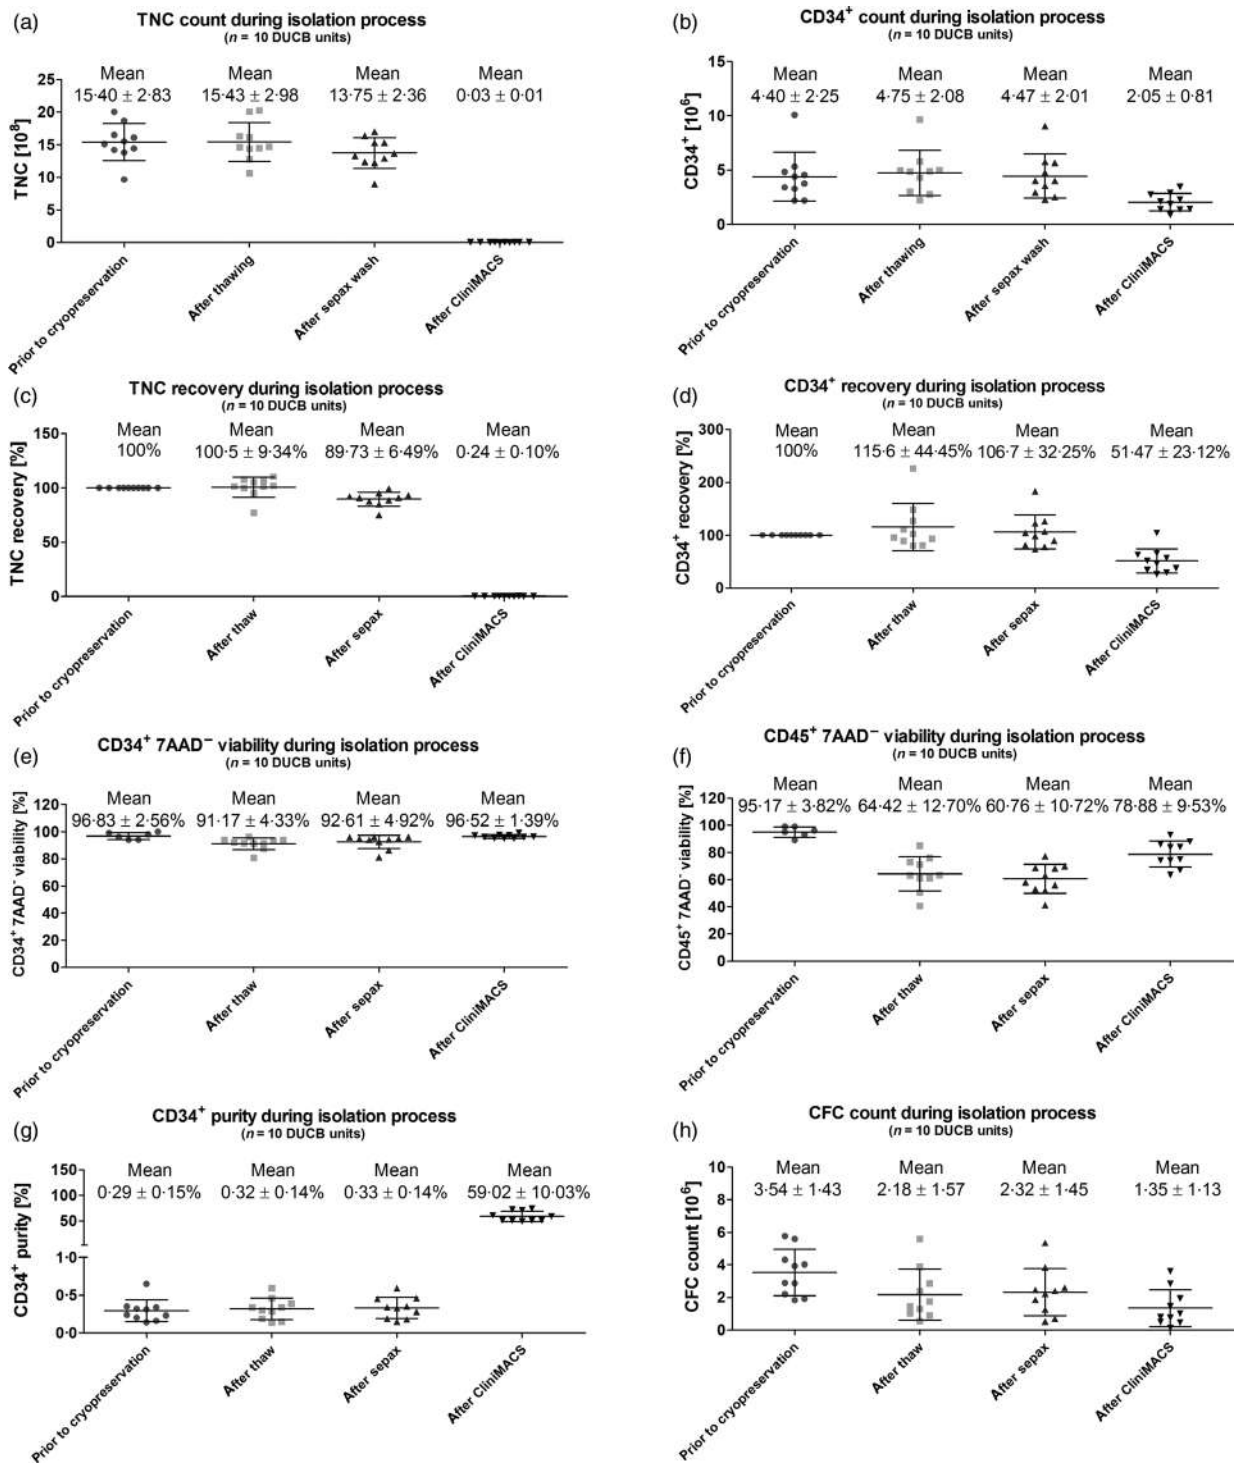 (a)
TNC count during isolation process
(n = 10 DUCB units)
Mean Mean Mean Mean
15·40 ± 2·83 15·43 ± 2·98 13·75 ± 2·36 0·03 ± 0·01
TNC [10⁸]
25
20
15
10
5
0
Prior to cryopreservation
After thawing
After sepax wash
After CliniMACS
(b)
CD34⁺ count during isolation process
(n = 10 DUCB units)
Mean Mean Mean Mean
4·40 ± 2·25 4·75 ± 2·08 4·47 ± 2·01 2·05 ± 0·81
CD34⁺ [10⁶]
15
10
5
0
Prior to cryopreservation
After thawing
After sepax wash
After CliniMACS
(c)
TNC recovery during isolation process
(n = 10 DUCB units)
Mean Mean Mean Mean
100% 100·5 ± 9·34% 89·73 ± 6·49% 0·24 ± 0·10%
TNC recovery [%]
150
100
50
0
Prior to cryopreservation
After thaw
After sepax
After CliniMACS
(d)
CD34⁺ recovery during isolation process
(n = 10 DUCB units)
Mean Mean Mean Mean
100% 115·6 ± 44·45% 106·7 ± 32·25% 51·47 ± 23·12%
CD34⁺ recovery [%]
300
200
100
0
Prior to cryopreservation
After thaw
After sepax
After CliniMACS
(e)
CD34⁺ 7AAD⁻ viability during isolation process
(n = 10 DUCB units)
Mean Mean Mean Mean
96·83 ± 2·56% 91·17 ± 4·33% 92·61 ± 4·92% 96·52 ± 1·39%
CD34⁺ 7AAD⁻ viability [%]
120
100
80
60
40
20
0
Prior to cryopreservation
After thaw
After sepax
After CliniMACS
(f)
CD45⁺ 7AAD⁻ viability during isolation process
(n = 10 DUCB units)
Mean Mean Mean Mean
95·17 ± 3·82% 64·42 ± 12·70% 60·76 ± 10·72% 78·88 ± 9·53%
CD45⁺ 7AAD⁻ viability [%]
120
100
80
60
40
20
0
Prior to cryopreservation
After thaw
After sepax
After CliniMACS
(g)
CD34⁺ purity during isolation process
(n = 10 DUCB units)
Mean Mean Mean Mean
0·29 ± 0·15% 0·32 ± 0·14% 0·33 ± 0·14% 59·02 ± 10·03%
CD34⁺ purity [%]
150
100
50
1·0
0·5
0·0
Prior to cryopreservation
After thaw
After sepax
After CliniMACS
(h)
CFC count during isolation process
(n = 10 DUCB units)
Mean Mean Mean Mean
3·54 ± 1·43 2·18 ± 1·57 2·32 ± 1·45 1·35 ± 1·13
CFC count [10⁶]
10
8
6
4
2
0
Prior to cryopreservation
After thaw
After sepax
After CliniMACS